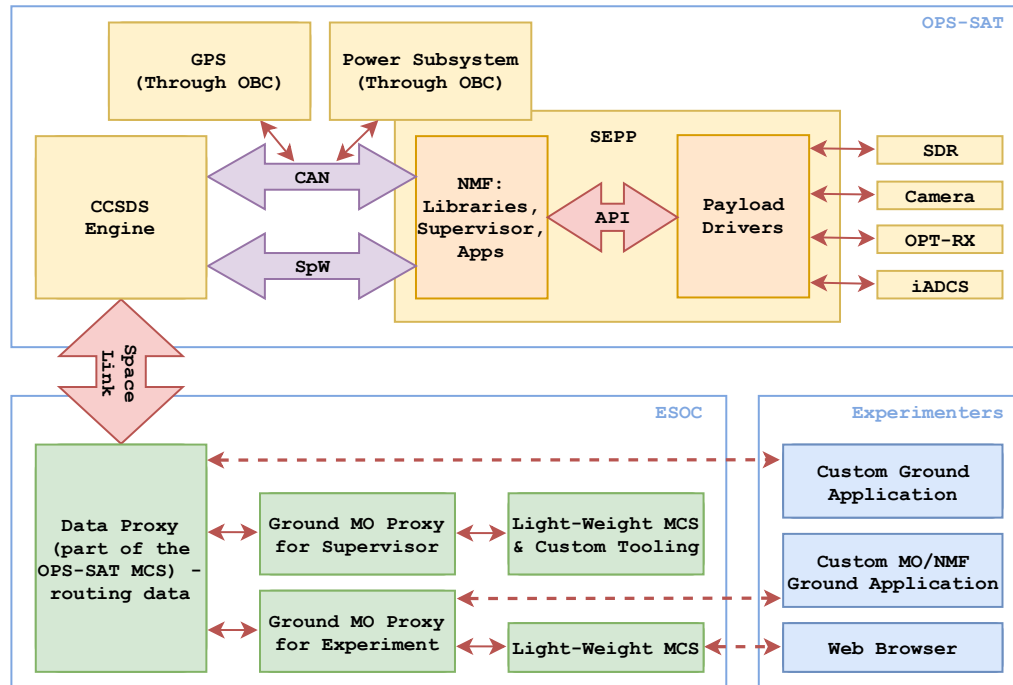 OPS-SAT
GPS
(Through OBC)
Power Subsystem
(Through OBC)
SEPP
CCSDS
Engine
CAN
SpW
NMF:
Libraries,
Supervisor,
Apps
API
Payload
Drivers
SDR
Camera
OPT-RX
iADCS
Space
Link
ESOC
Experimenters
Data Proxy
(part of the
OPS-SAT MCS) -
routing data
Ground MO Proxy
for Supervisor
Light-Weight MCS
& Custom Tooling
Ground MO Proxy
for Experiment
Light-Weight MCS
Custom Ground
Application
Custom MO/NMF
Ground Application
Web Browser